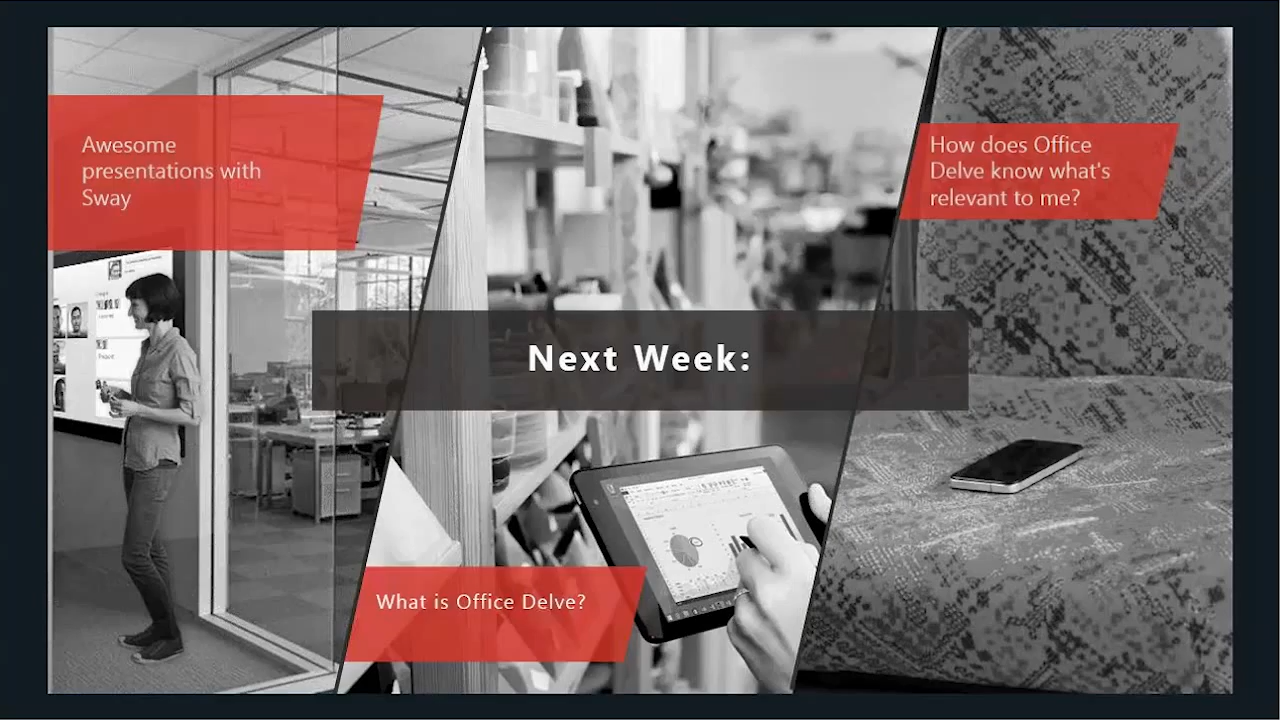 Awesome
presentations with
Sway
How does Office
Delve know what's
relevant to me?
Next Week:
What is Office Delve?